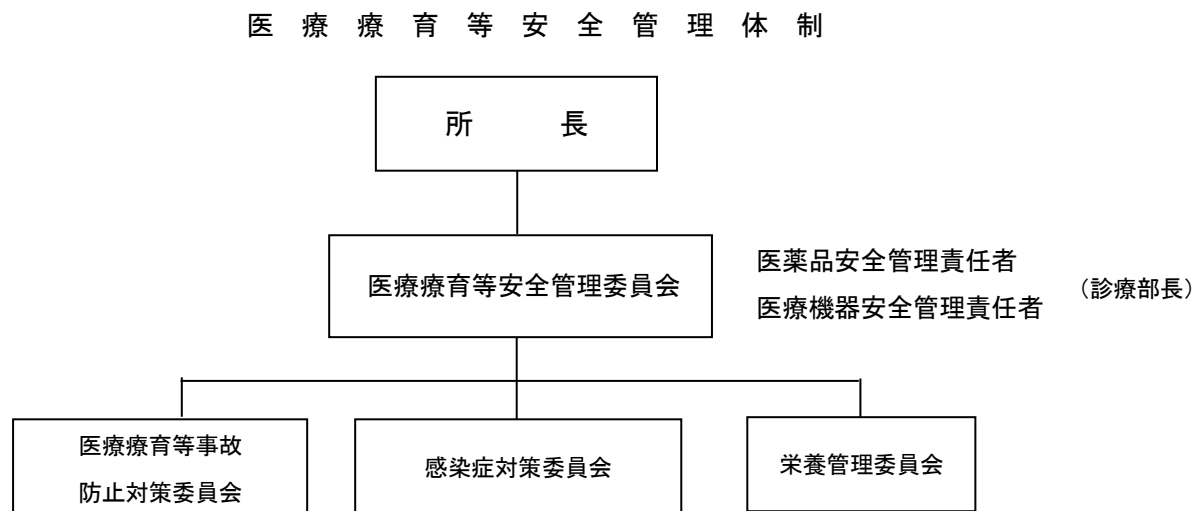 医療療育等安全管理体制
所長
医療療育等安全管理委員会
医薬品安全管理責任者
医療機器安全管理責任者
（診療部長）
医療療育等事故
防止対策委員会
感染症対策委員会
栄養管理委員会